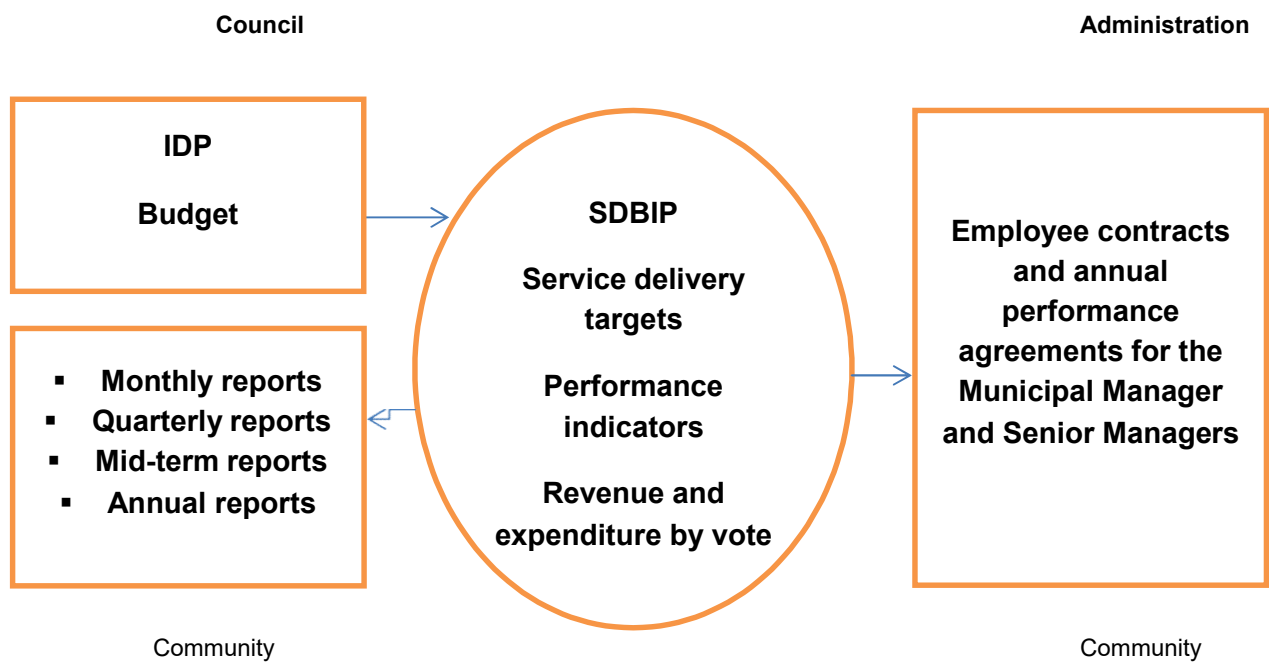 Council
Administration
IDP
Budget
▪ Monthly reports
▪ Quarterly reports
▪ Mid-term reports
▪ Annual reports
SDBIP
Service delivery
targets
Performance
indicators
Revenue and
expenditure by vote
Employee contracts
and annual
performance
agreements for the
Municipal Manager
and Senior Managers
Community
Community